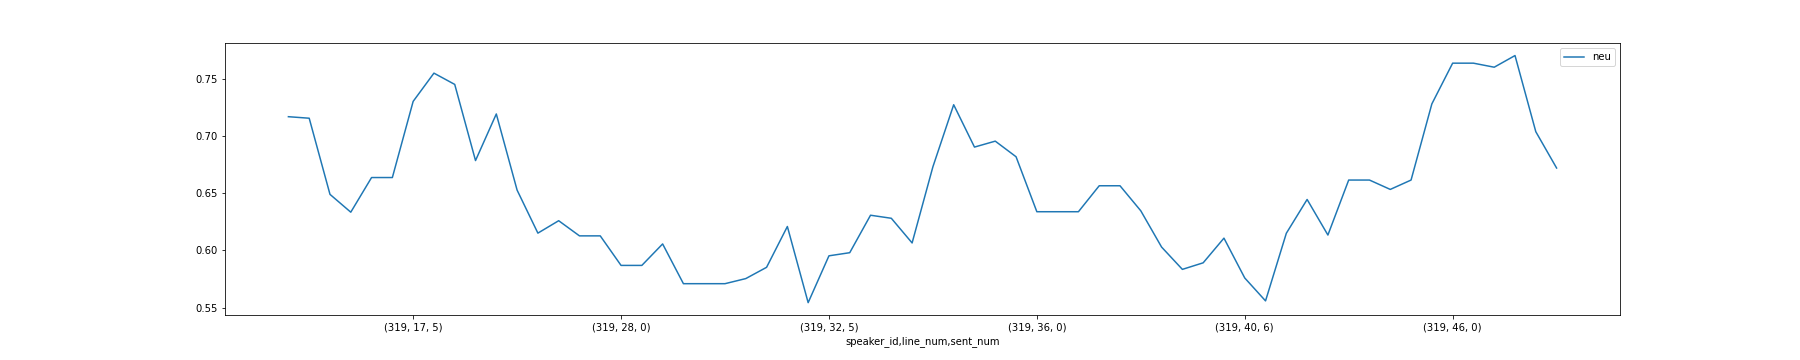 neu
0.75
0.70
0.65
0.60
0.55
(319, 17, 5) (319, 28, 0) (319, 32, 5) (319, 36, 0) (319, 40, 6) (319, 46, 0)
speaker_id,line_num,sent_num